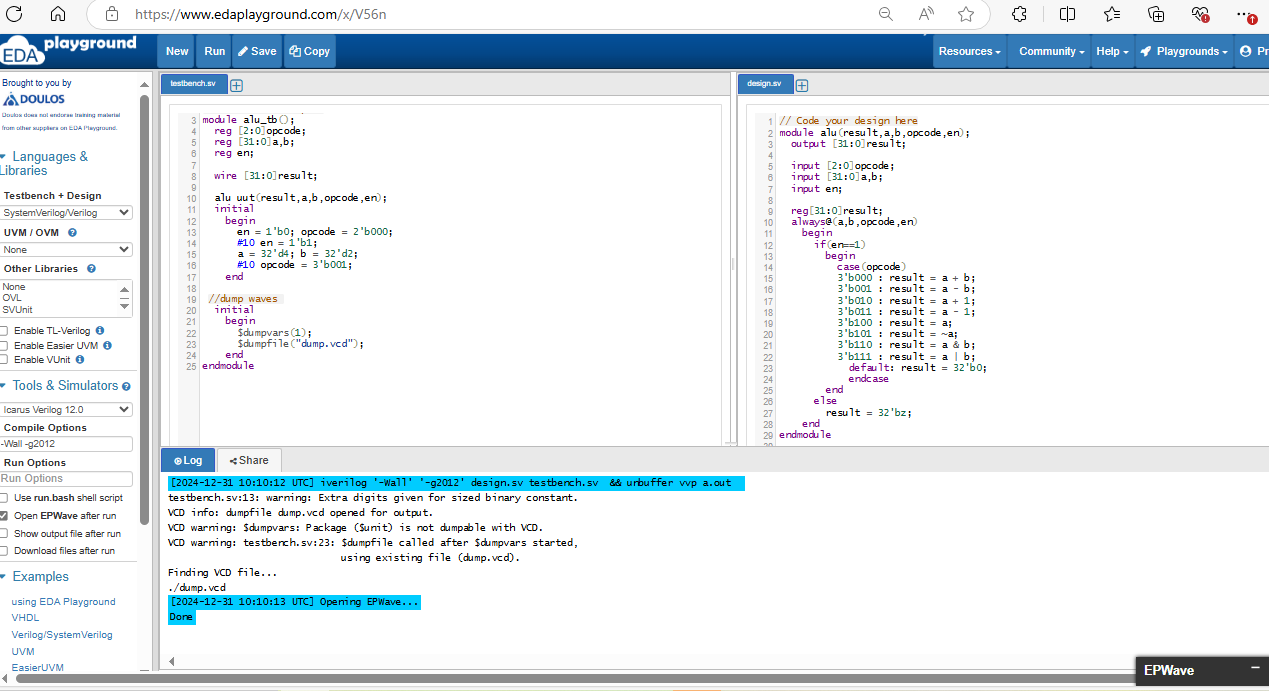 https://www.edaplayground.com/x/V56n
EDA playground
New Run Save Copy
Resources Community Help Playgrounds Pr
Brought to you by
DOULOS
Doulos does not endorse training material
from other suppliers on EDA Playground.
Languages &
Libraries
Testbench + Design
SystemVerilog/Verilog
UVM / OVM ?
None
Other Libraries ?
None
OVL
SVUnit
Enable TL-Verilog
Enable Easier UVM
Enable VUnit
Tools & Simulators ?
Icarus Verilog 12.0
Compile Options
-Wall -g2012
Run Options
Run Options
Use run.bash shell script
Open EPWave after run
Show output file after run
Download files after run
Examples
using EDA Playground
VHDL
Verilog/SystemVerilog
UVM
EasierUVM
testbench.sv
3 module alu_tb();
4 reg [2:0]opcode;
5 reg [31:0]a,b;
6 reg en;
7
8 wire [31:0]result;
9
10 alu uut(result,a,b,opcode,en);
11 initial
12 begin
13 en = 1'b0; opcode = 2'b000;
14 #10 en = 1'b1;
15 a = 32'd4; b = 32'd2;
16 #10 opcode = 3'b001;
17 end
18
19 //dump waves
20 initial
21 begin
22 $dumpvars(1);
23 $dumpfile("dump.vcd");
24 end
25 endmodule
design.sv
1 // Code your design here
2 module alu(result,a,b,opcode,en);
3 output [31:0]result;
4
5 input [2:0]opcode;
6 input [31:0]a,b;
7 input en;
8
9 reg[31:0]result;
10 always@(a,b,opcode,en)
11 begin
12 if(en==1)
13 begin
14 case(opcode)
15 3'b000 : result = a + b;
16 3'b001 : result = a - b;
17 3'b010 : result = a + 1;
18 3'b011 : result = a - 1;
19 3'b100 : result = a;
20 3'b101 : result = ~a;
21 3'b110 : result = a & b;
22 3'b111 : result = a | b;
23 default: result = 32'b0;
24 endcase
25 end
26 else
27 result = 32'bz;
28 end
29 endmodule
Log Share
[2024-12-31 10:10:12 UTC] iverilog '-Wall' '-g2012' design.sv testbench.sv && unbuffer vvp a.out
testbench.sv:13: warning: Extra digits given for sized binary constant.
VCD info: dumpfile dump.vcd opened for output.
VCD warning: $dumpvars: Package ($unit) is not dumpable with VCD.
VCD warning: testbench.sv:23: $dumpfile called after $dumpvars started,
using existing file (dump.vcd).
Finding VCD file...
./dump.vcd
[2024-12-31 10:10:13 UTC] Opening EPWave...
Done
EPWave